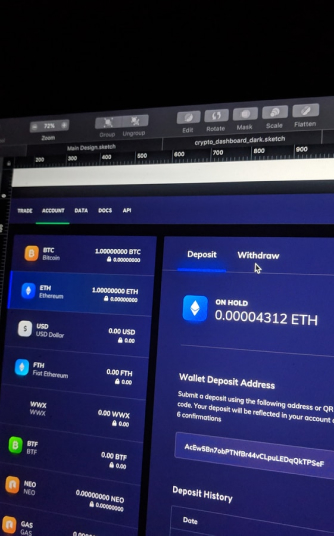 72%
Zoom
Group Ungroup
Edit Rotate Mask Scale Flatten
Main Design.sketch
crypto_dashboard_dark.sketch
200 300 400 500 600 700 800 900
TRADE ACCOUNT DATA DOCS API
BTC
Bitcoin
1.00000000 BTC
0.00000000
ETH
Ethereum
1.00000000 ETH
0.00000000
USD
USD Dollar
0.00 USD
0.00
FTH
Fiat Ethereum
0.00 FTH
0.00
WWX
WWX
0.00 WWX
0.00
BTF
BTF
0.00 BTF
0.00
NEO
NEO
0.00000000 NEO
0.00000000
GAS
GAS
Deposit Withdraw
ON HOLD
0.00004312 ETH
Wallet Deposit Address
Submit a deposit using the following address or QR
code. Your deposit will be reflected in your account
6 confirmations
AcEwSBn7obPTNfBr44vCLpuLEDqQkTPSeF
Deposit History
Date